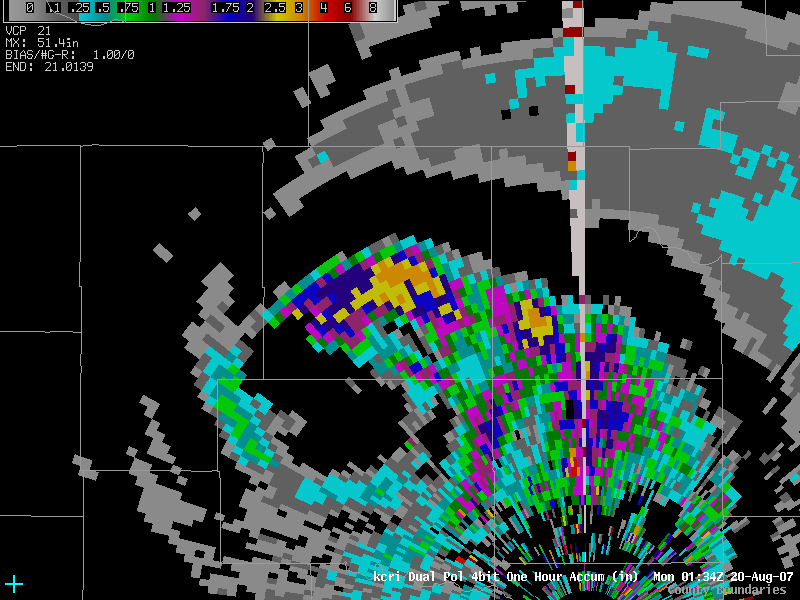 0 .1 .25 .5 .75 1 1.25 1.75 2 2.5 3 4 6 8
VCP 21
MX: 51.4in
BIAS/#G-R: 1.00/0
END: 21.0139
kcri Dual Pol 4bit One Hour Accum (in) Mon 01:34Z 20-Aug-07
County Boundaries